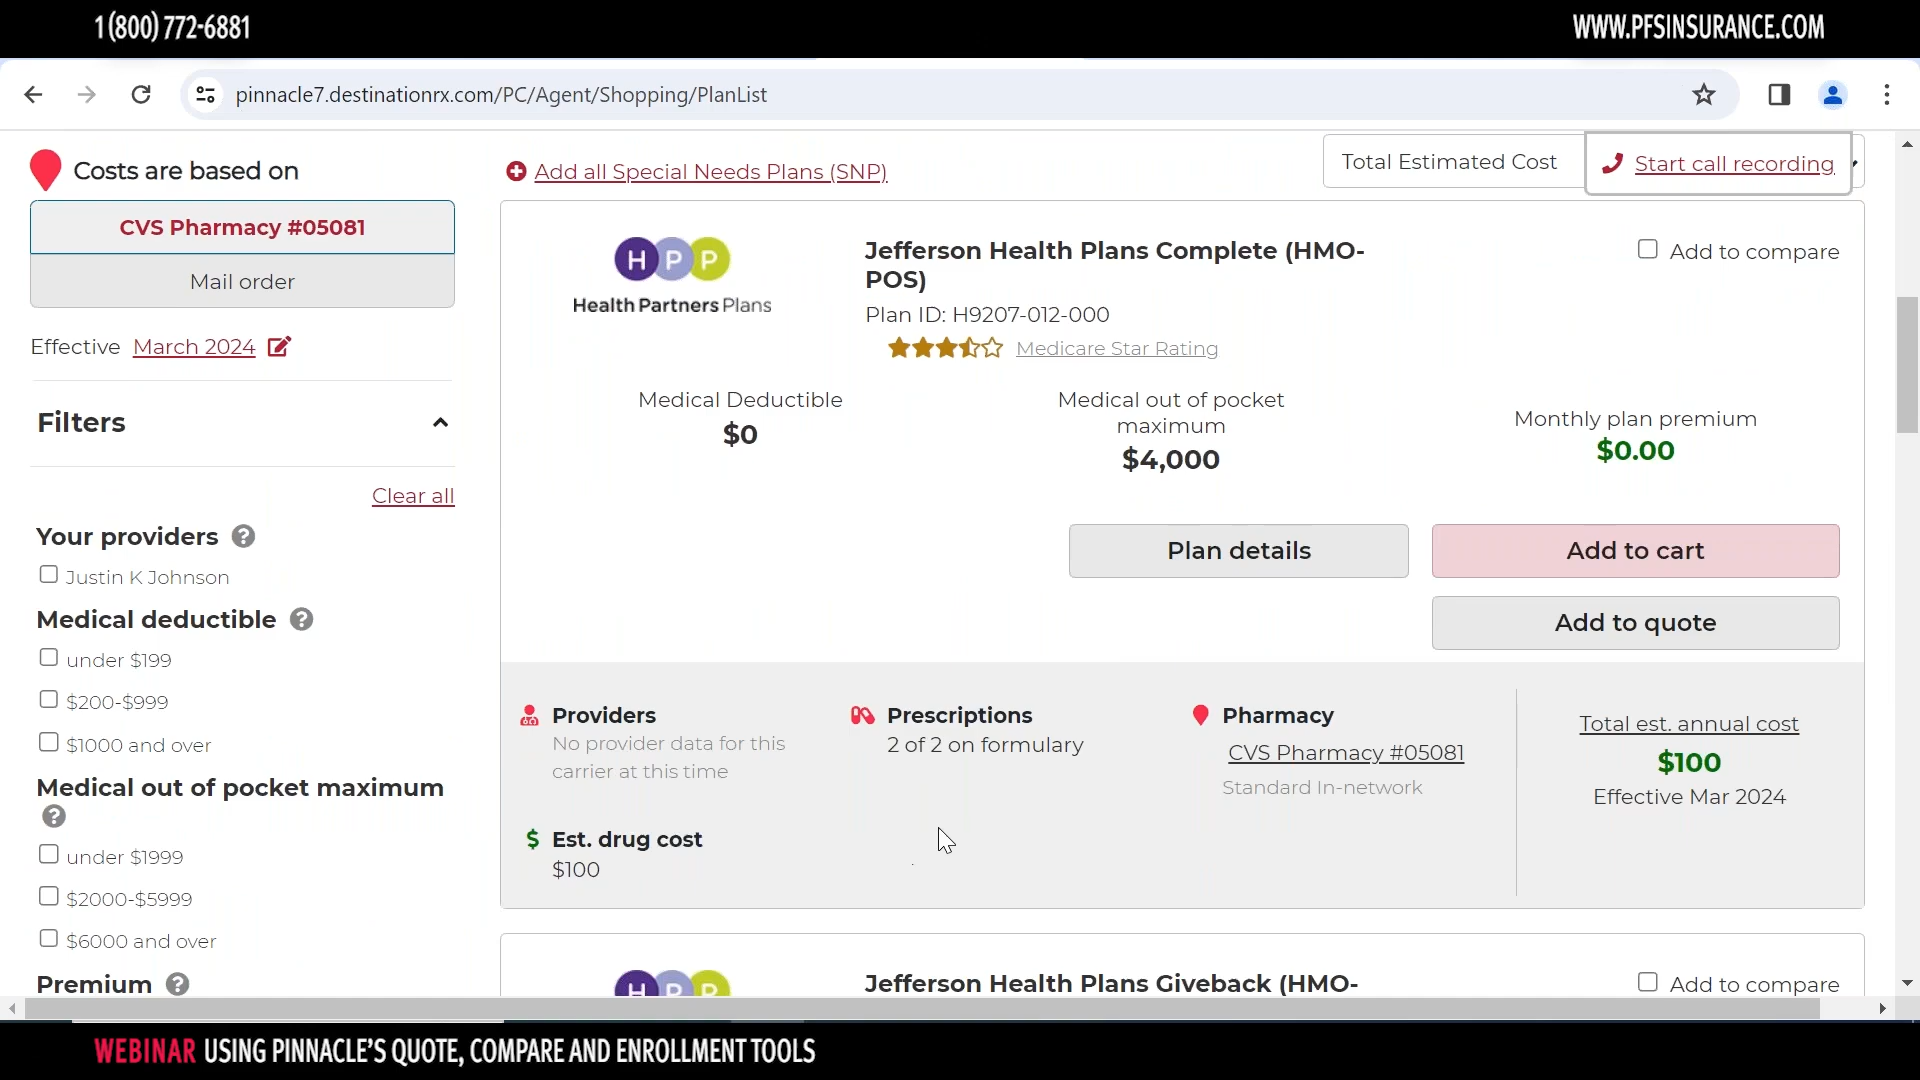 1 (800) 772-6881
WWW.PFSINSURANCE.COM
pinnacle7.destinationrx.com/PC/Agent/Shopping/PlanList
Costs are based on
CVS Pharmacy #05081
Mail order
Effective March 2024
Filters
Clear all
Your providers
Justin K Johnson
Medical deductible
under $199
$200-$999
$1000 and over
Medical out of pocket maximum
under $1999
$2000-$5999
$6000 and over
Premium
Add all Special Needs Plans (SNP)
Total Estimated Cost
Start call recording
HPP
Health Partners Plans
Jefferson Health Plans Complete (HMO-
POS)
Plan ID: H9207-012-000
Medicare Star Rating
Add to compare
Medical Deductible
$0
Medical out of pocket
maximum
$4,000
Monthly plan premium
$0.00
Plan details
Add to cart
Add to quote
Providers
No provider data for this
carrier at this time
Prescriptions
2 of 2 on formulary
Pharmacy
CVS Pharmacy #05081
Standard In-network
Total est. annual cost
$100
Effective Mar 2024
Est. drug cost
$100
HPP
Jefferson Health Plans Giveback (HMO-
Add to compare
WEBINAR USING PINNACLE'S QUOTE, COMPARE AND ENROLLMENT TOOLS